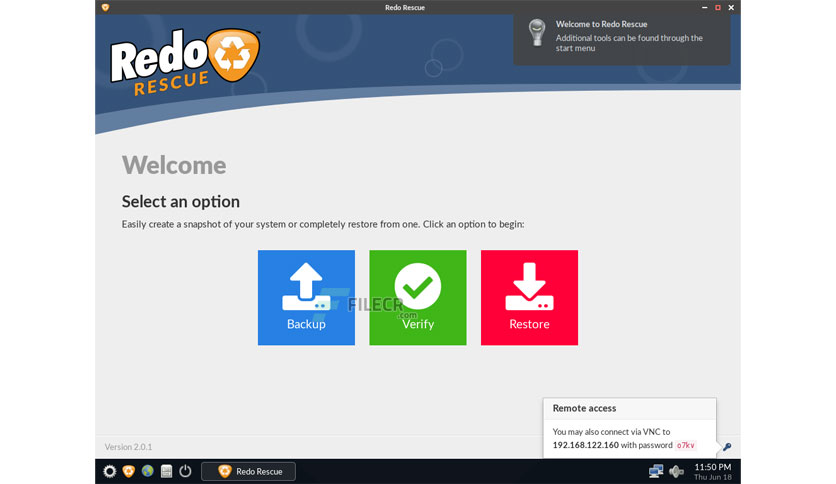 Redo Rescue
Redo
RESCUE
Welcome to Redo Rescue
Additional tools can be found through the
start menu
Welcome
Select an option
Easily create a snapshot of your system or completely restore from one. Click an option to begin:
FILECR
.com
Backup
Verify
Restore
Remote access
You may also connect via VNC to
192.168.122.160 with password o7kv
Version 2.0.1
Redo Rescue
11:50 PM
Thu Jun 18